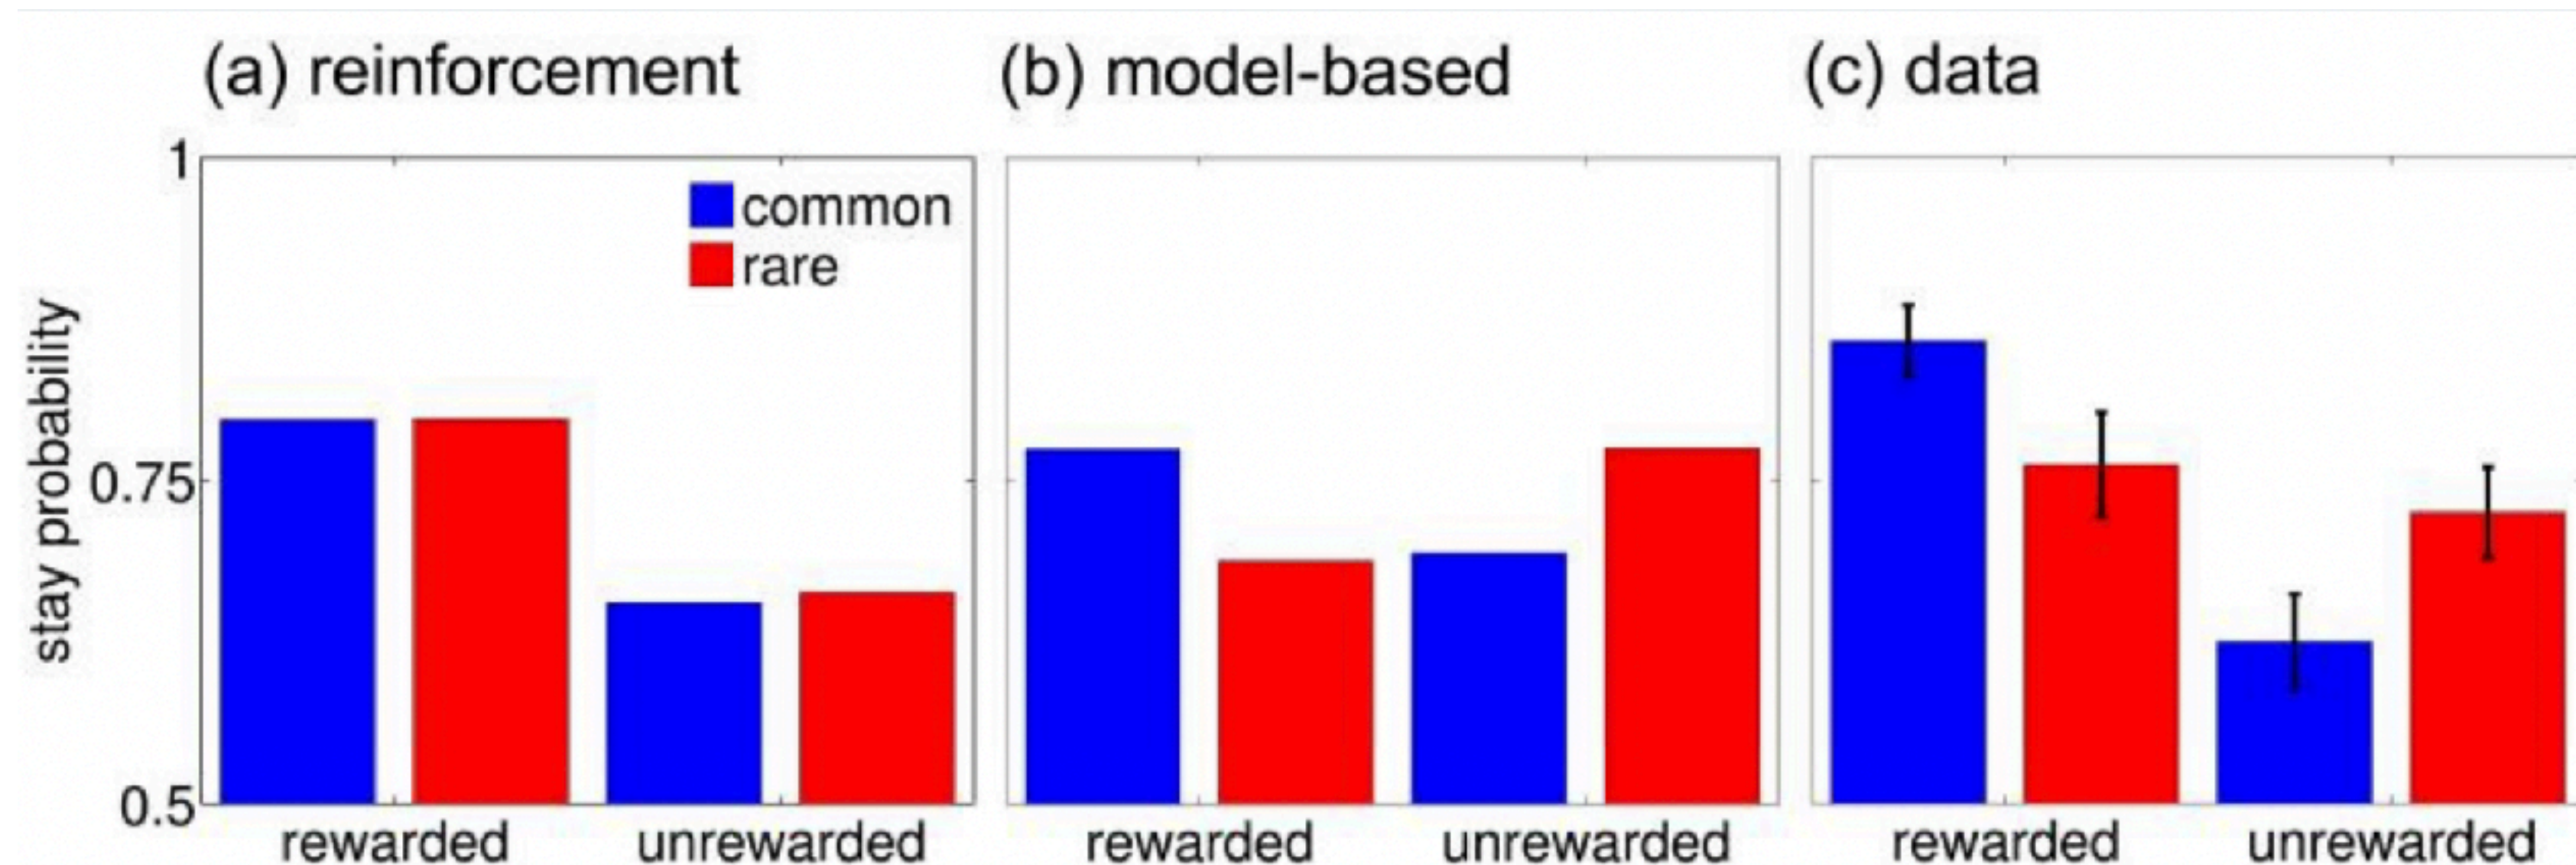 (a) reinforcement
(b) model-based
(c) data
stay probability
1
0.75
0.5
common
rare
rewarded
unrewarded
rewarded
unrewarded
rewarded
unrewarded